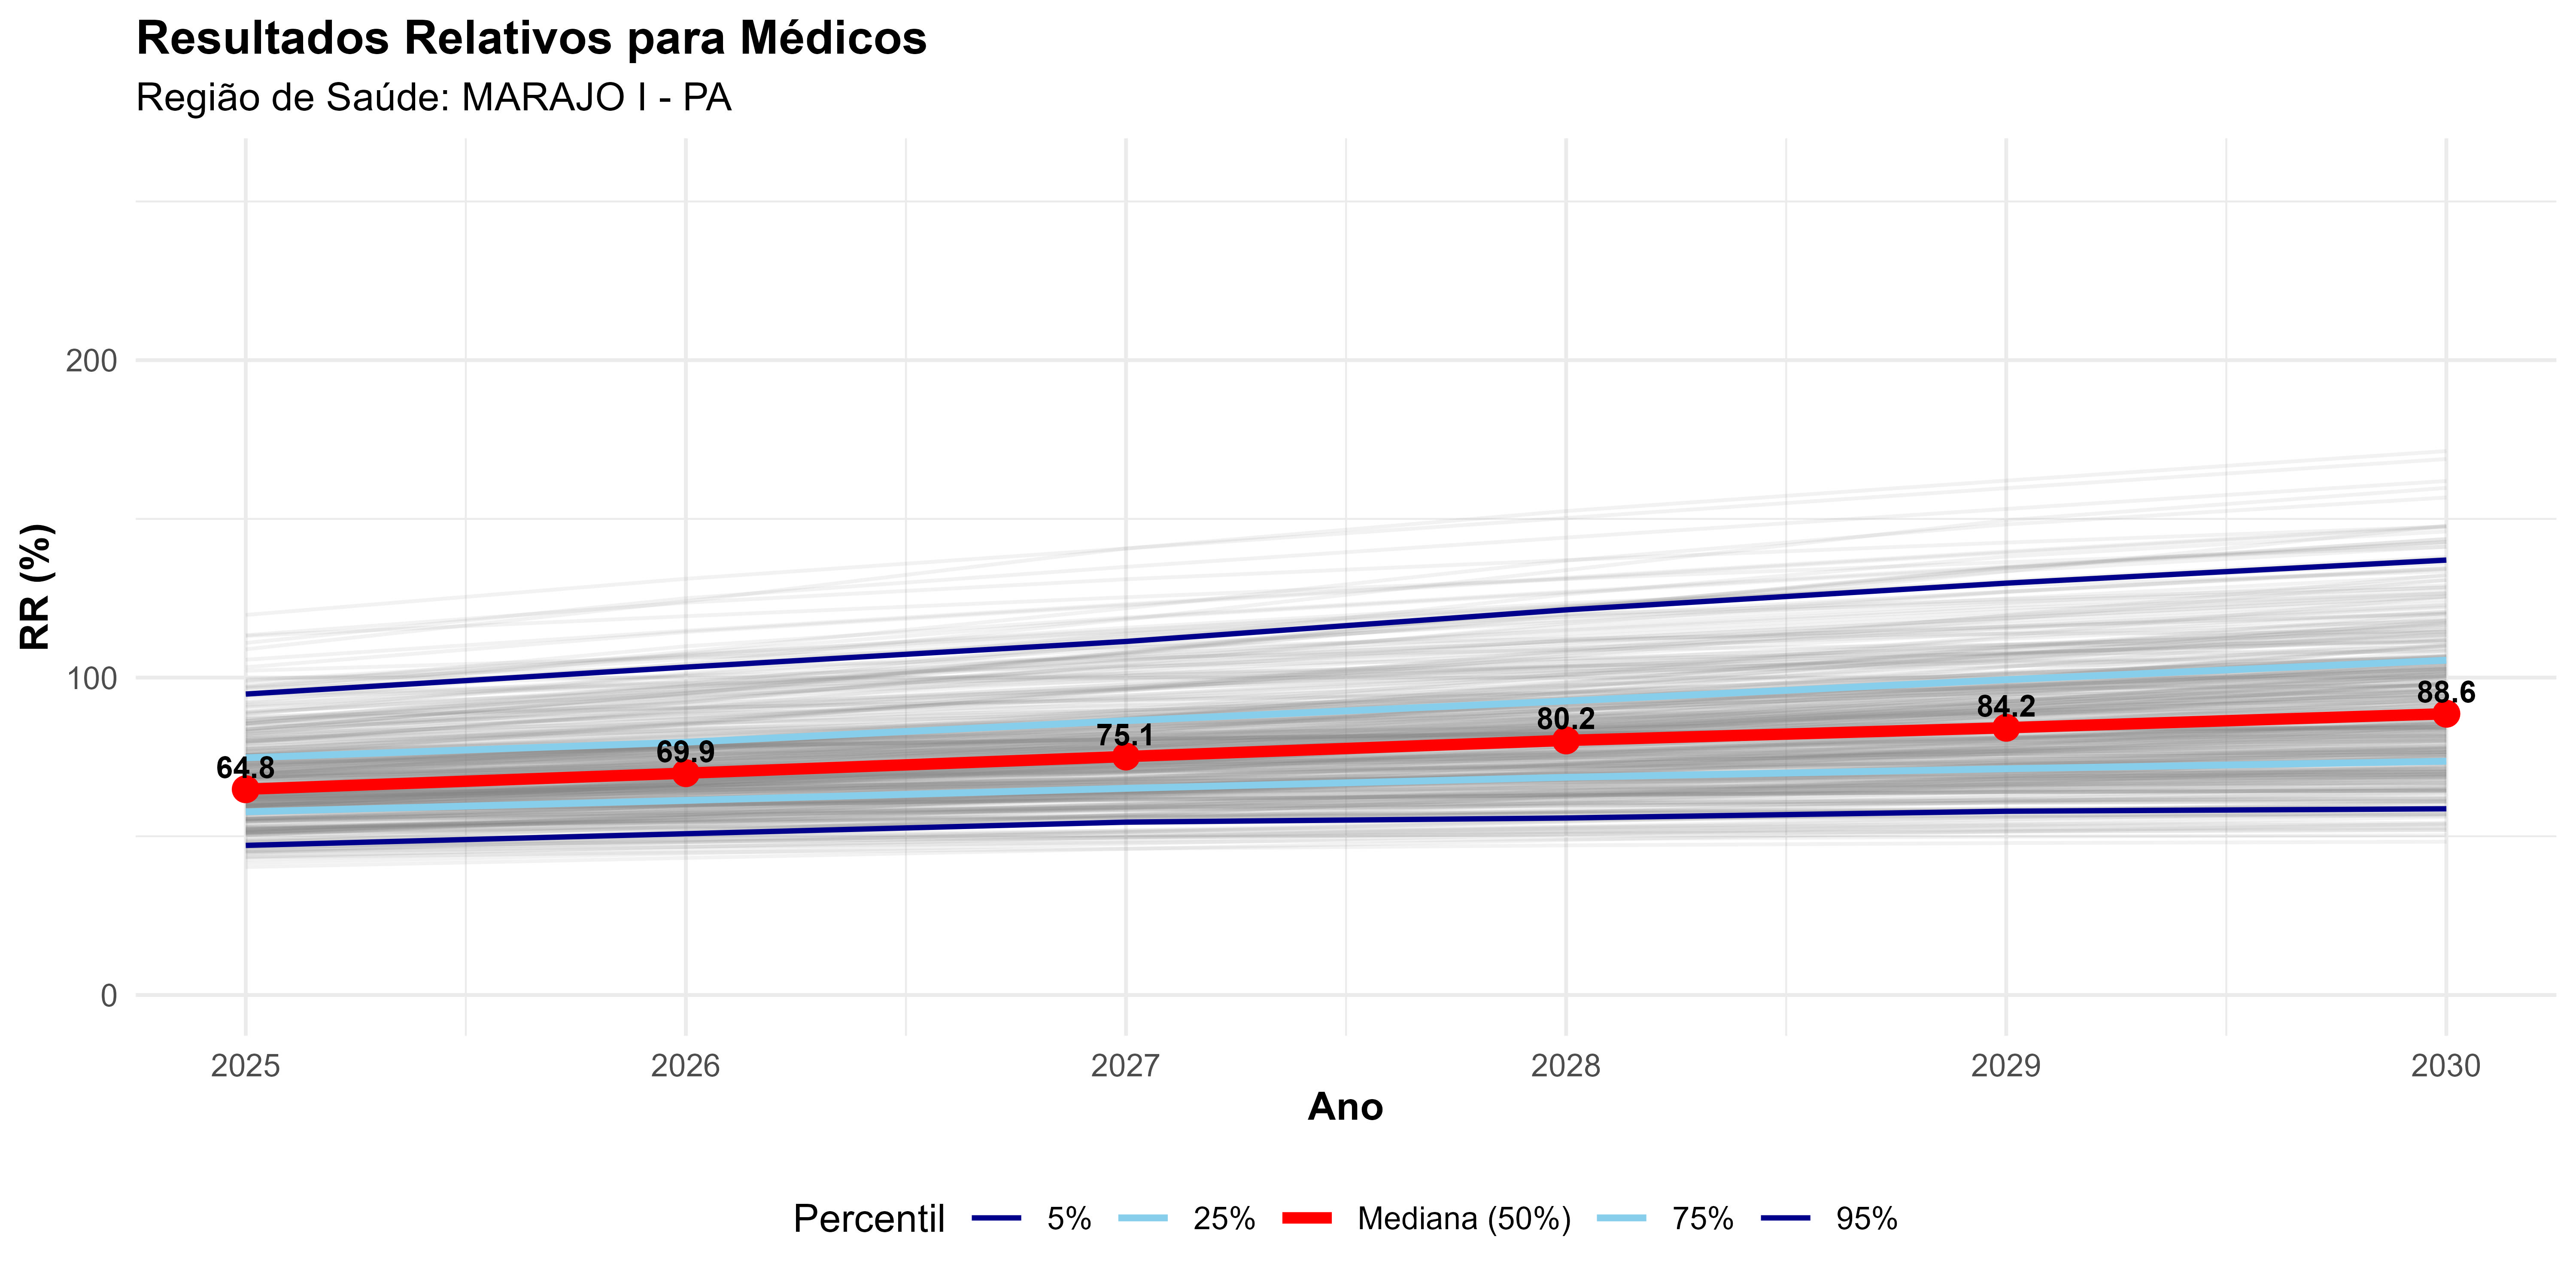 Resultados Relativos para Médicos
Região de Saúde: MARAJO I - PA
RR (%)
200
100
0
64.8
69.9
75.1
80.2
84.2
88.6
2025 2026 2027 2028 2029 2030
Ano
Percentil 5% 25% Mediana (50%) 75% 95%